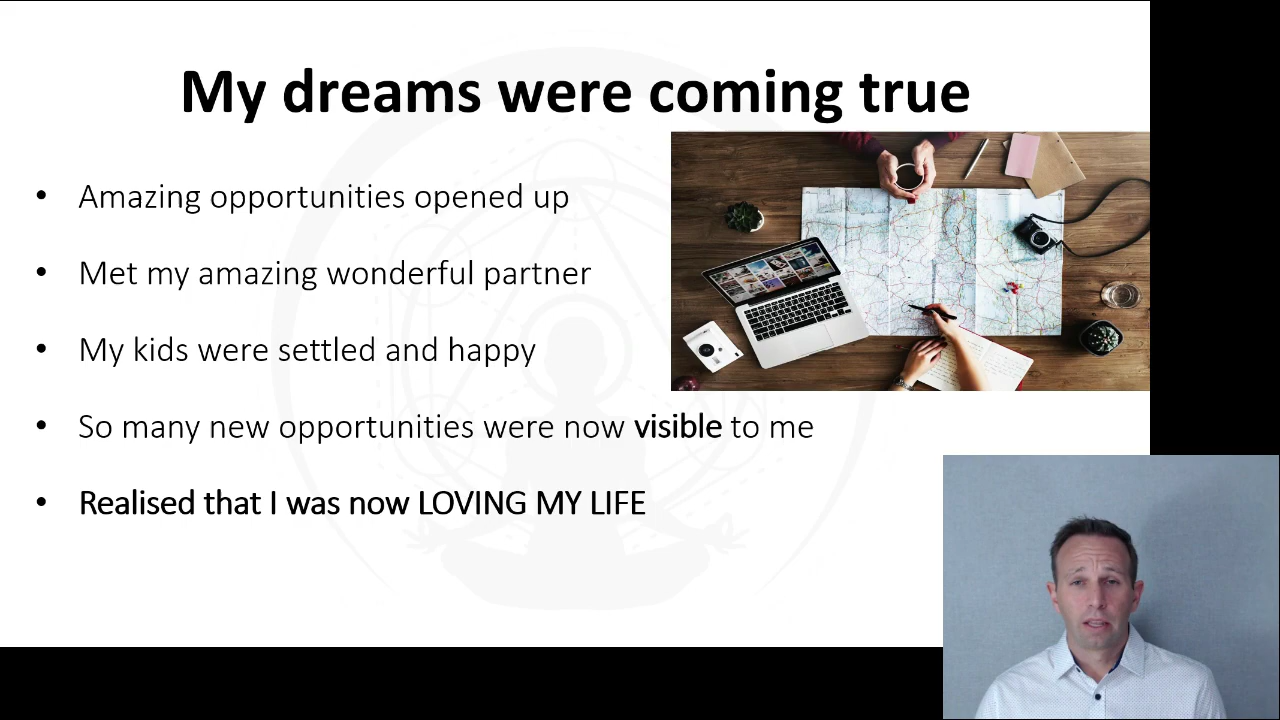 My dreams were coming true
• Amazing opportunities opened up
• Met my amazing wonderful partner
• My kids were settled and happy
• So many new opportunities were now visible to me
• Realised that I was now LOVING MY LIFE